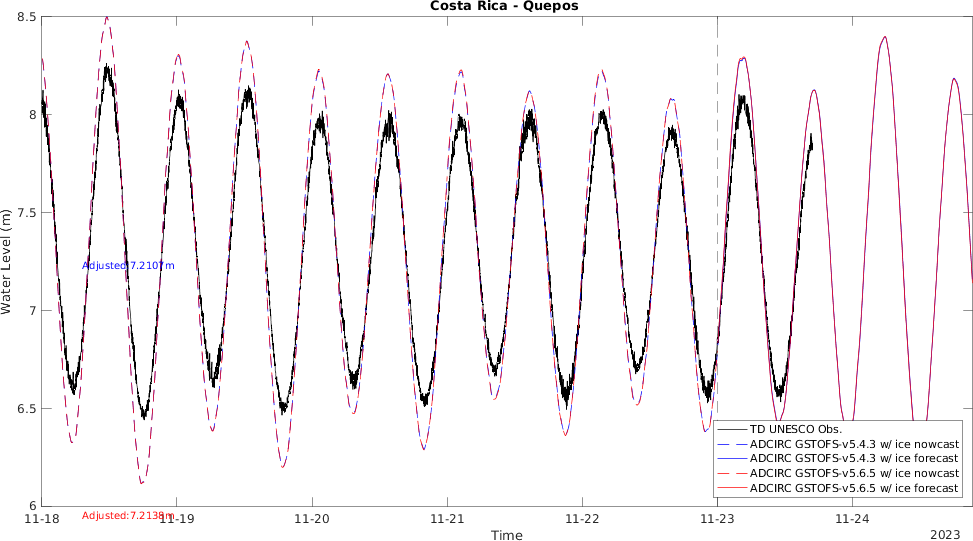 Costa Rica - Quepos
8.5
8
7.5
7
6.5
6
Water Level (m)
Adjusted:7.2107m
Adjusted:7.2138m
TD UNESCO Obs.
ADCIRC GSTOFS-v5.4.3 w/ ice nowcast
ADCIRC GSTOFS-v5.4.3 w/ ice forecast
ADCIRC GSTOFS-v5.6.5 w/ ice nowcast
ADCIRC GSTOFS-v5.6.5 w/ ice forecast
11-18 11-19 11-20 11-21 11-22 11-23 11-24
Time
2023